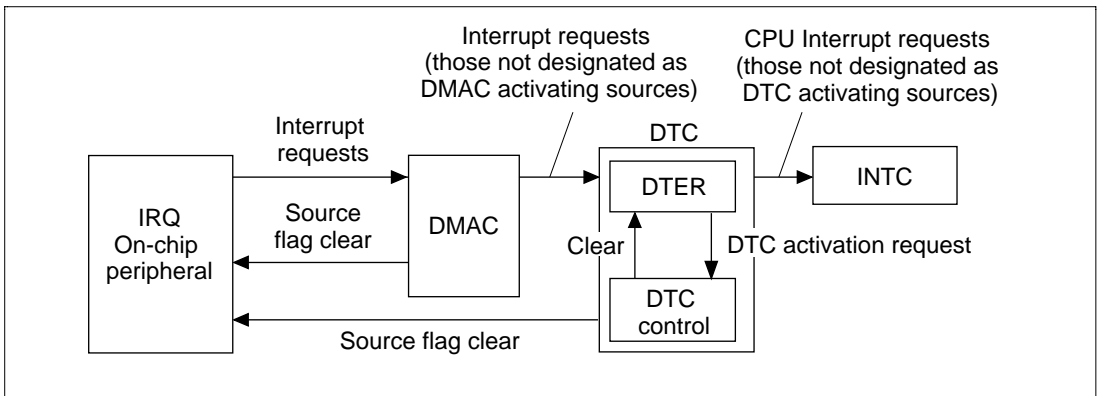 Interrupt requests
(those not designated as
DMAC activating sources)
CPU Interrupt requests
(those not designated as
DTC activating sources)
Interrupt
requests
DTC
IRQ
On-chip
peripheral
Source
flag clear
DMAC
DTER
INTC
Clear
DTC activation request
DTC
control
Source flag clear